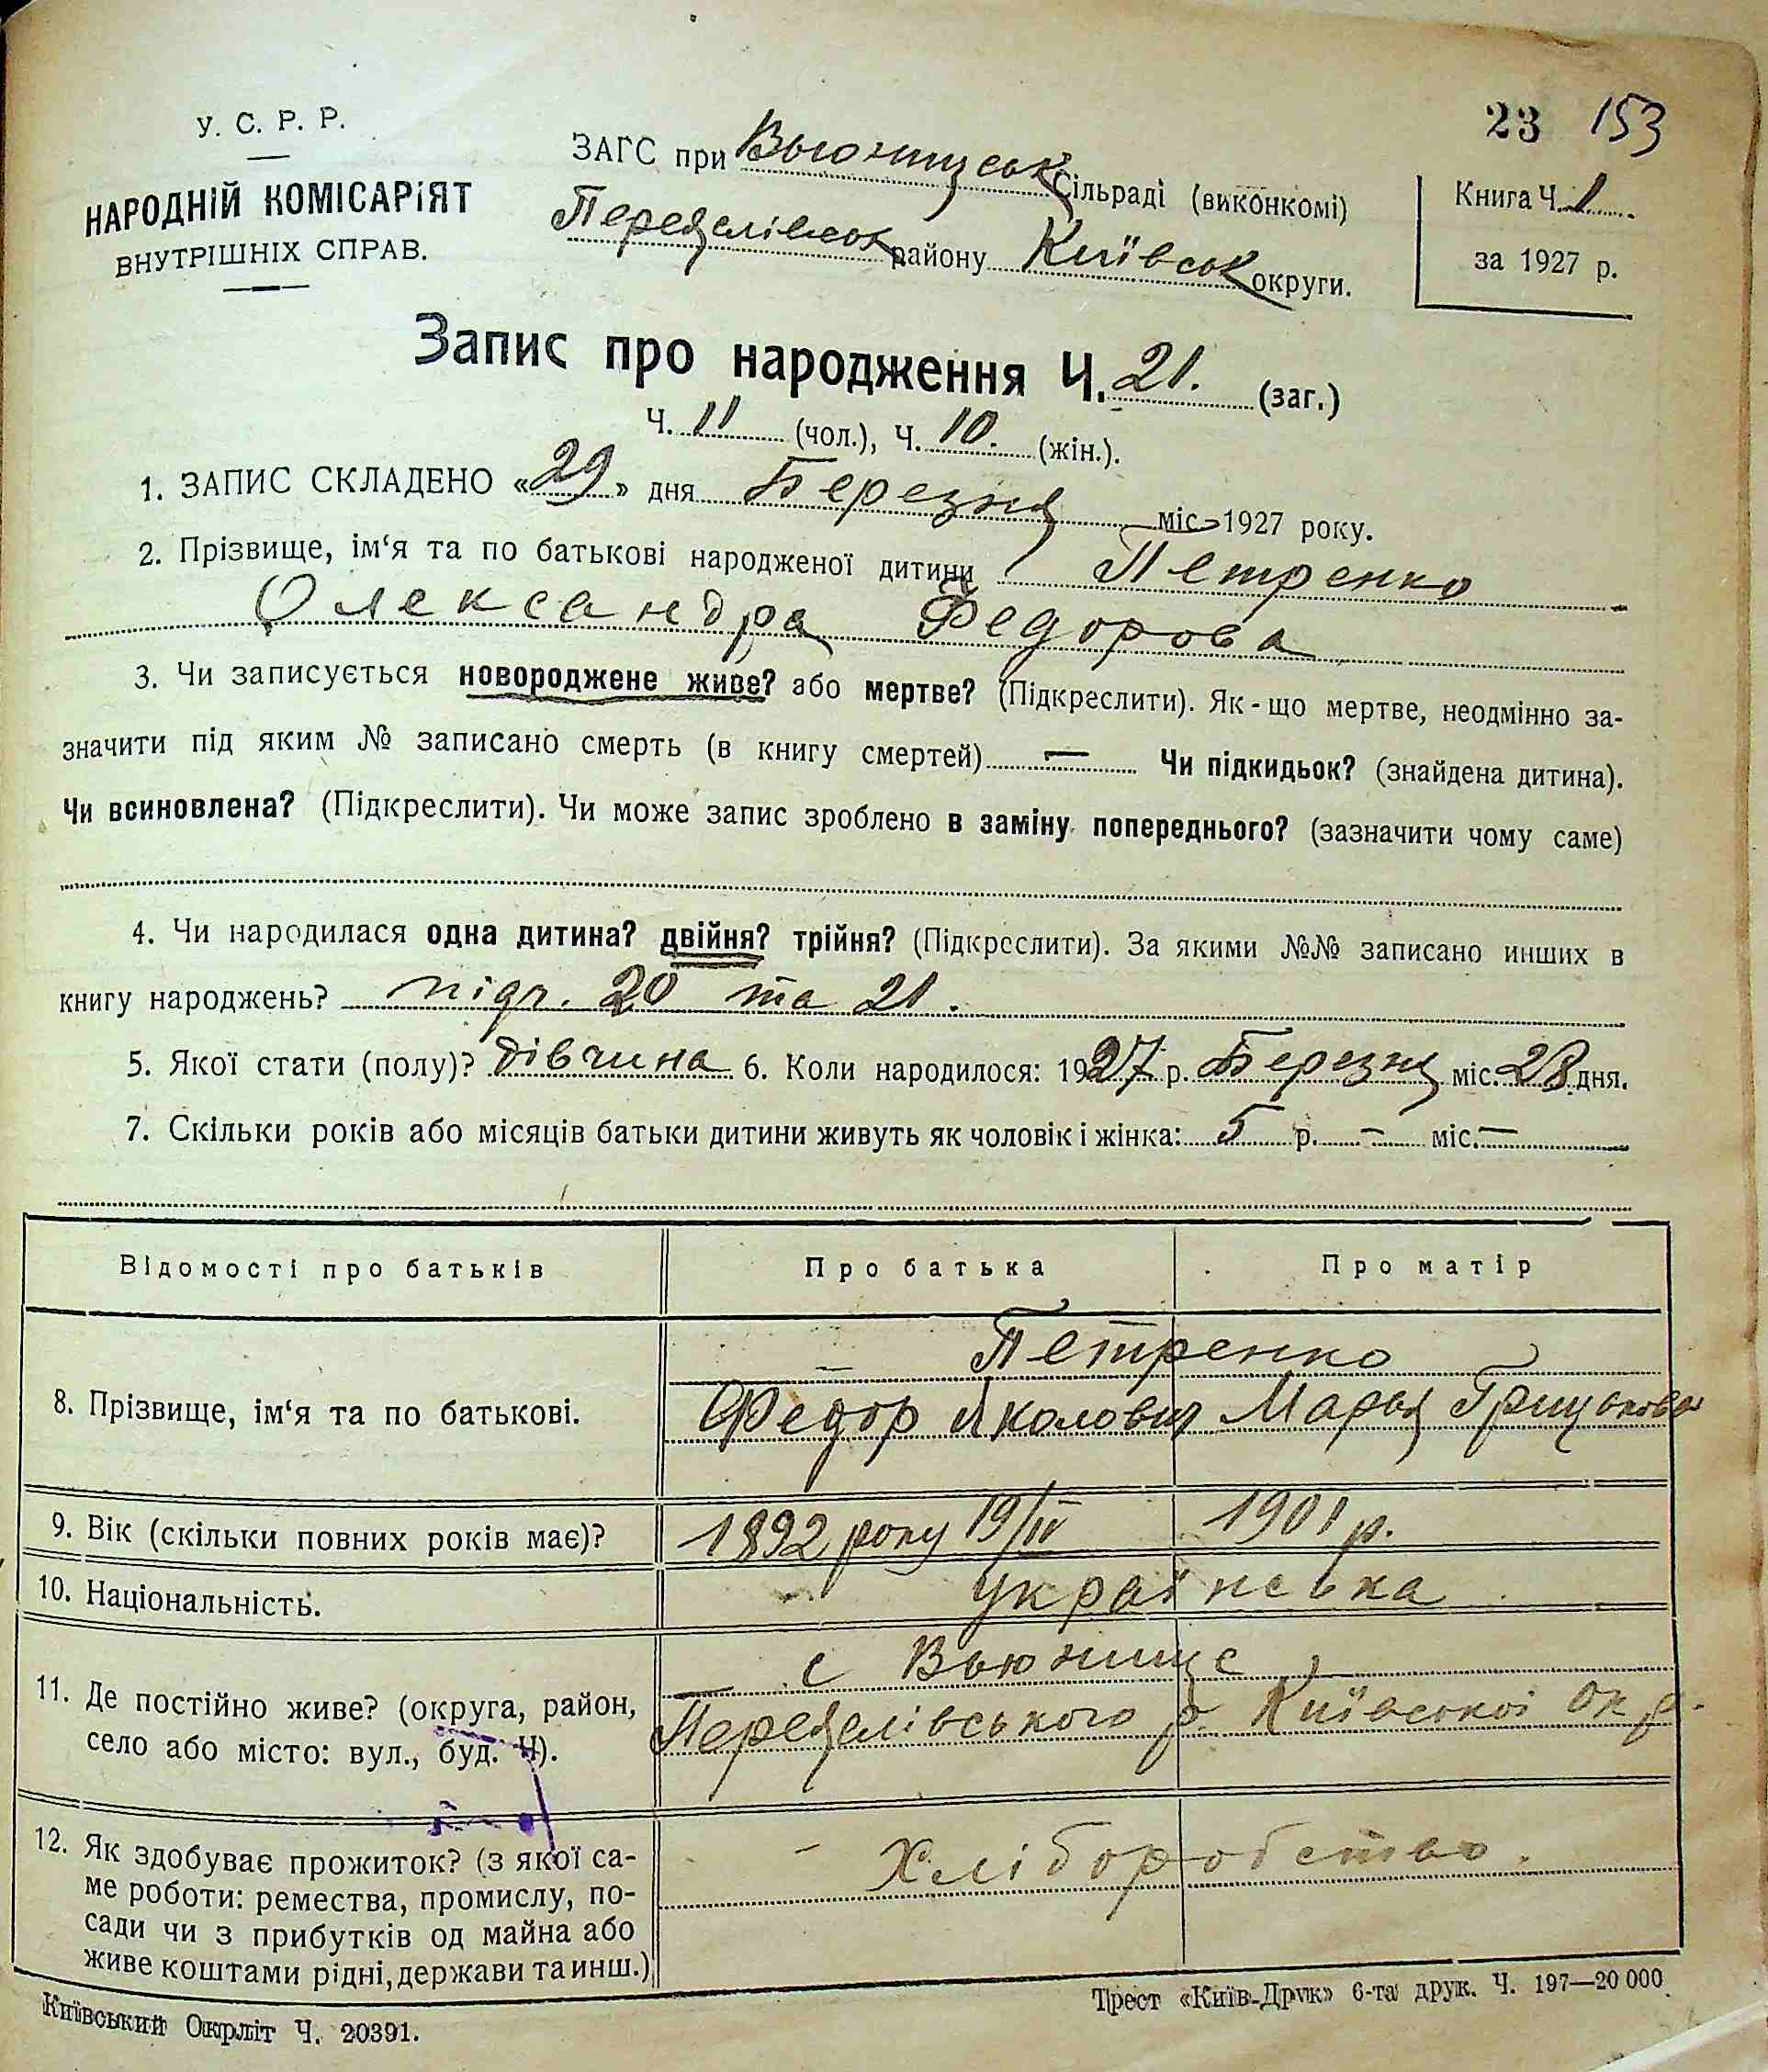 У. С. Р. Р.
НАРОДНІЙ КОМІСАРІЯТ
ВНУТРІШНІХ СПРАВ.
23 153
ЗАГС при Вьюнищськ Сільраді (виконкомі)
району Київськ округи.
Книга Ч. 1
за 1927 р.
Запис про народження Ч. 21. (заг.)
Ч. 11 (чол.), Ч. 10. (жін.).
1. ЗАПИС СКЛАДЕНО «29» дня Березня міс 1927 року.
2. Прізвище, ім‘я та по батькові народженої дитини Петренко
Олександра Федорова
3. Чи записується новороджене живе? або мертве? (Підкреслити). Як-що мертве, неодмінно за-
значити під яким № записано смерть (в книгу смертей) — Чи підкидьок? (знайдена дитина).
Чи всиновлена? (Підкреслити). Чи може запис зроблено в заміну попереднього? (зазначити чому саме)
4. Чи народилася одна дитина? двійня? трійня? (Підкреслити). За якими №№ записано инших в
книгу народжень? 20 та 21.
5. Якої стати (полу)? дівчина 6. Коли народилося: 1927 р. Березня міс. 28 дня.
7. Скільки років або місяців батьки дитини живуть як чоловік і жінка: 5 р. — міс. —
Відомості про батьків Про батька Про матір
8. Прізвище, ім‘я та по батькові. Петренко
Федор Марья
9. Вік (скільки повних років має)? 1892 року 19/IV 1901 р.
10. Національність. Українська
11. Де постійно живе? (округа, район,
село або місто: вул., буд. Ч).
с Вьюнище
р. Київської окр.
12. Як здобуває прожиток? (з якої са-
ме роботи: ремества, промислу, по-
сади чи з прибутків од майна або
живе коштами рідні, держави та инш.)
— Хліборобство.
Київський Окрліт Ч. 20391.
Трест «Київ-Друк» 6-та друк. Ч. 197—20 000